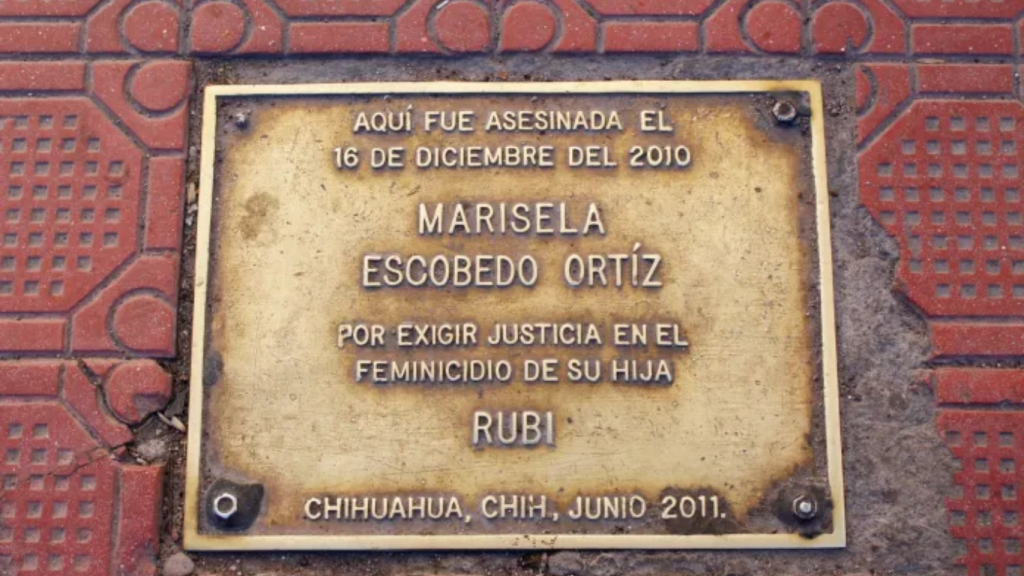 AQUÍ FUE ASESINADA EL
16 DE DICIEMBRE DEL 2010
MARISELA
ESCOBEDO ORTÍZ
POR EXIGIR JUSTICIA EN EL
FEMINICIDIO DE SU HIJA
RUBI
CHIHUAHUA, CHIH, JUNIO 2011.